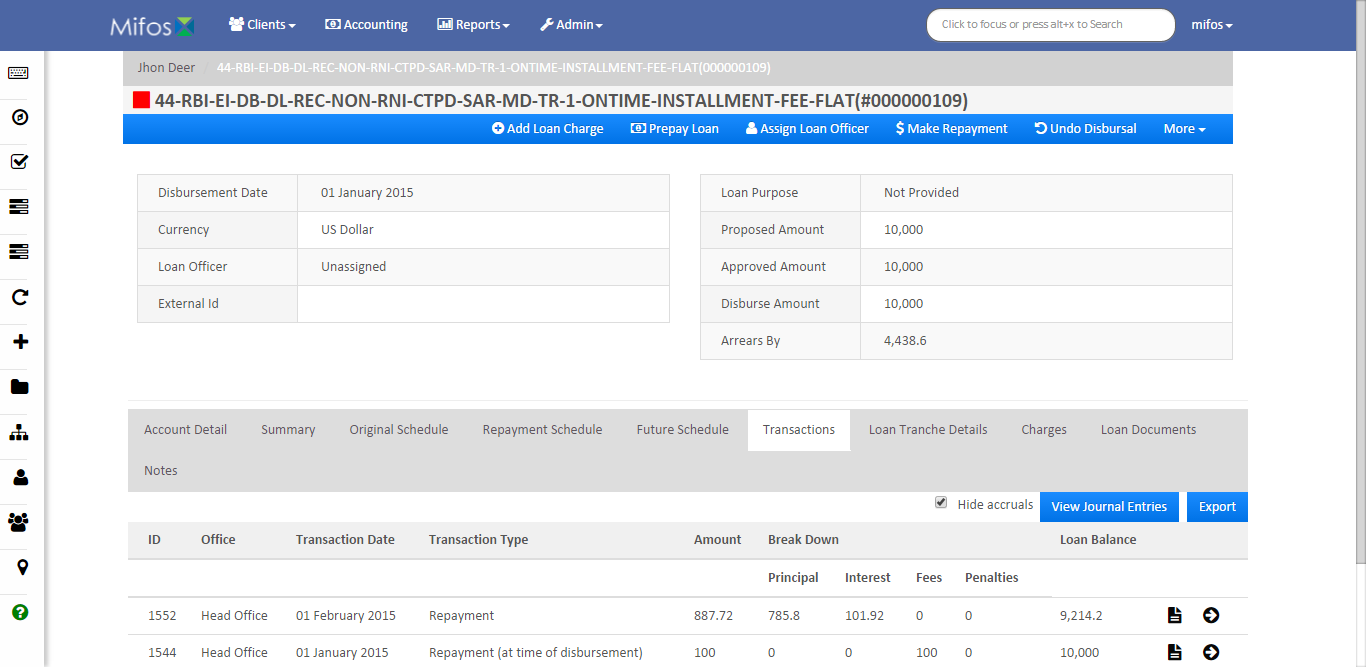 Mifos Clients Accounting Reports Admin Click to focus or press alt+x to Search mifos
Jhon Deer / 44-RBI-EI-DB-DL-REC-NON-RNI-CTPD-SAR-MD-TR-1-ONTIME-INSTALLMENT-FEE-FLAT(000000109)
44-RBI-EI-DB-DL-REC-NON-RNI-CTPD-SAR-MD-TR-1-ONTIME-INSTALLMENT-FEE-FLAT(#000000109)
Add Loan Charge Prepay Loan Assign Loan Officer $ Make Repayment Undo Disbursal More
Disbursement Date 01 January 2015
Currency US Dollar
Loan Officer Unassigned
External Id
Loan Purpose Not Provided
Proposed Amount 10,000
Approved Amount 10,000
Disburse Amount 10,000
Arrears By 4,438.6
Account Detail Summary Original Schedule Repayment Schedule Future Schedule Transactions Loan Tranche Details Charges Loan Documents
Notes
Hide accruals View Journal Entries Export
ID Office Transaction Date Transaction Type Amount Break Down Loan Balance
Principal Interest Fees Penalties
1552 Head Office 01 February 2015 Repayment 887.72 785.8 101.92 0 0 9,214.2
1544 Head Office 01 January 2015 Repayment (at time of disbursement) 100 0 0 100 0 10,000